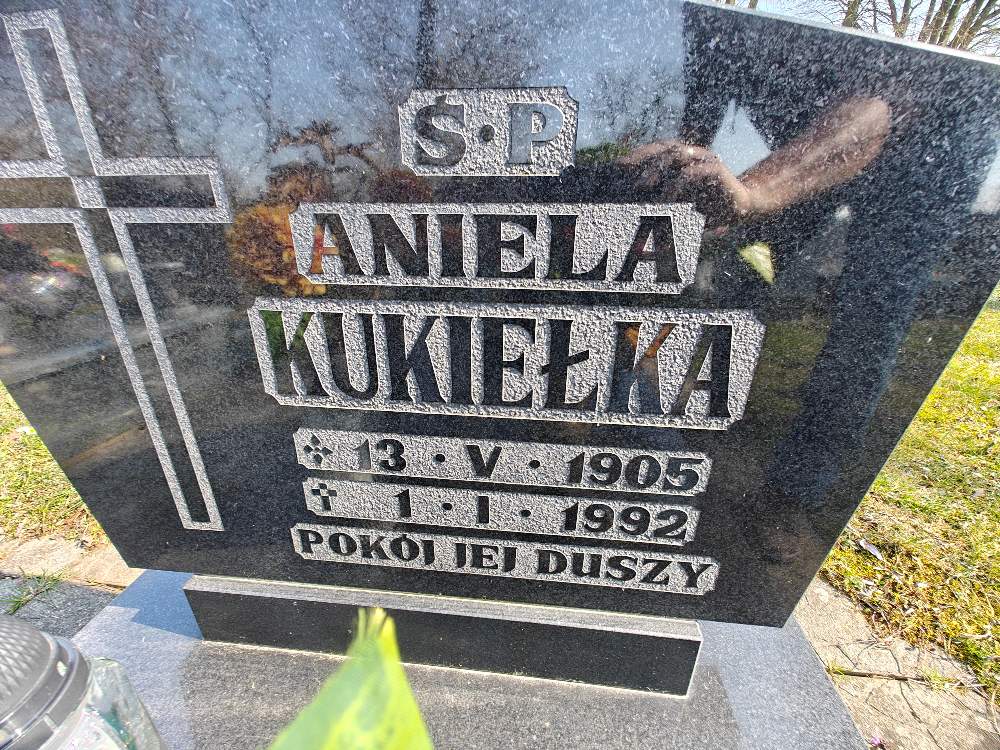 Ś·P
ANIELA
KUKIEŁKA
13 · V · 1905
1 · I · 1992
POKÓJ JEJ DUSZY